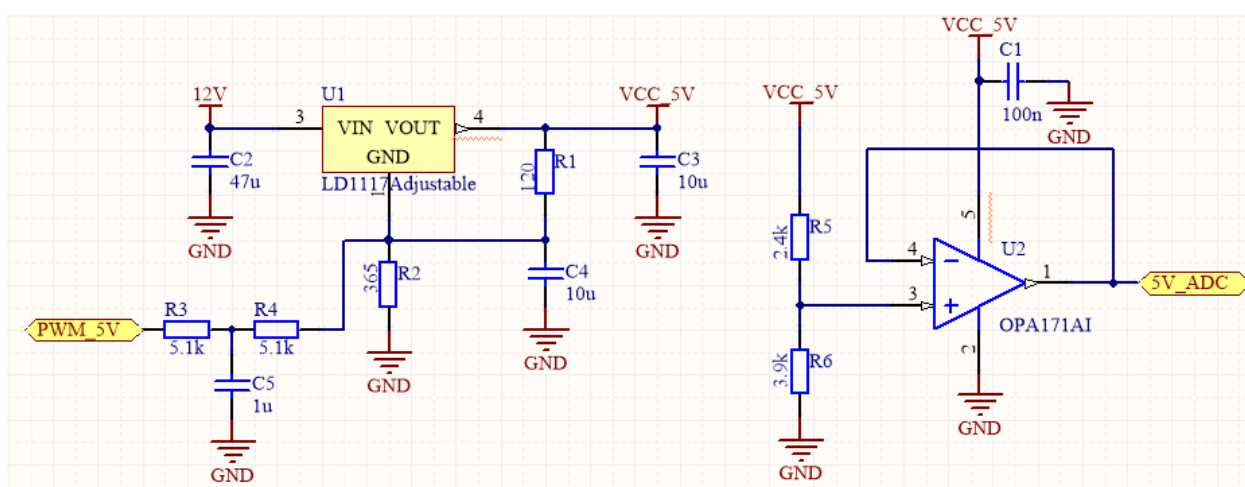 12V
3
U1
VIN VOUT
GND
LD1117Adjustable
4
1
C2
47u
GND
R1
120
VCC_5V
C3
10u
GND
R2
365
GND
C4
10u
GND
PWM_5V
R3
5.1k
R4
5.1k
C5
1u
GND
VCC_5V
R5
2.4k
R6
3.9k
GND
VCC_5V
C1
100n
GND
5
4
3
U2
1
OPA171AI
2
GND
5V_ADC